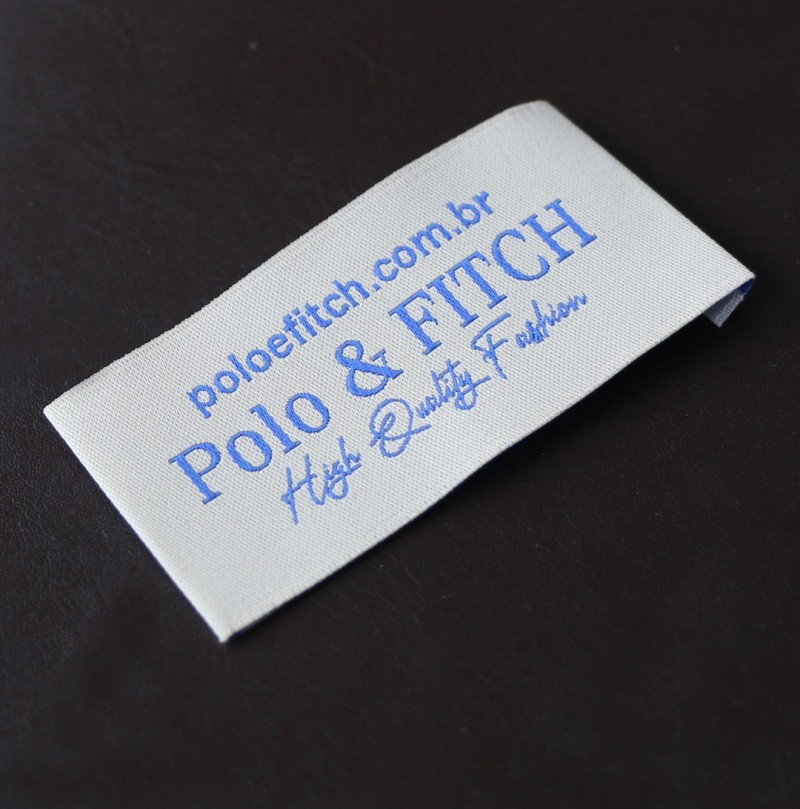 poloefitch.com.br
Polo & FITCH
High Quality Fashion